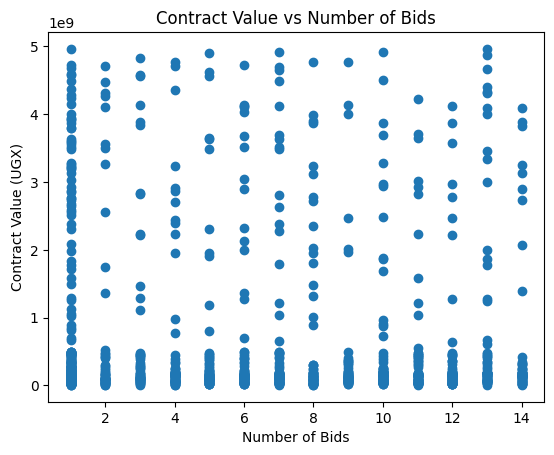 Contract Value vs Number of Bids
1e9
5
4
3
2
1
0
Contract Value (UGX)
2 4 6 8 10 12 14
Number of Bids